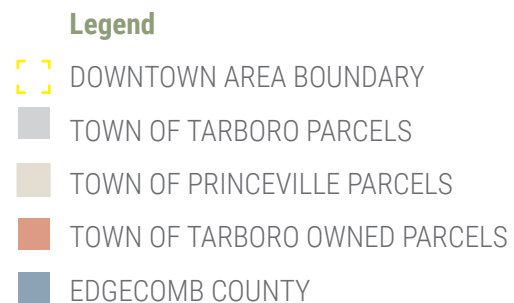 Legend
DOWNTOWN AREA BOUNDARY
TOWN OF TARBORO PARCELS
TOWN OF PRINCEVILLE PARCELS
TOWN OF TARBORO OWNED PARCELS
EDGECOMB COUNTY